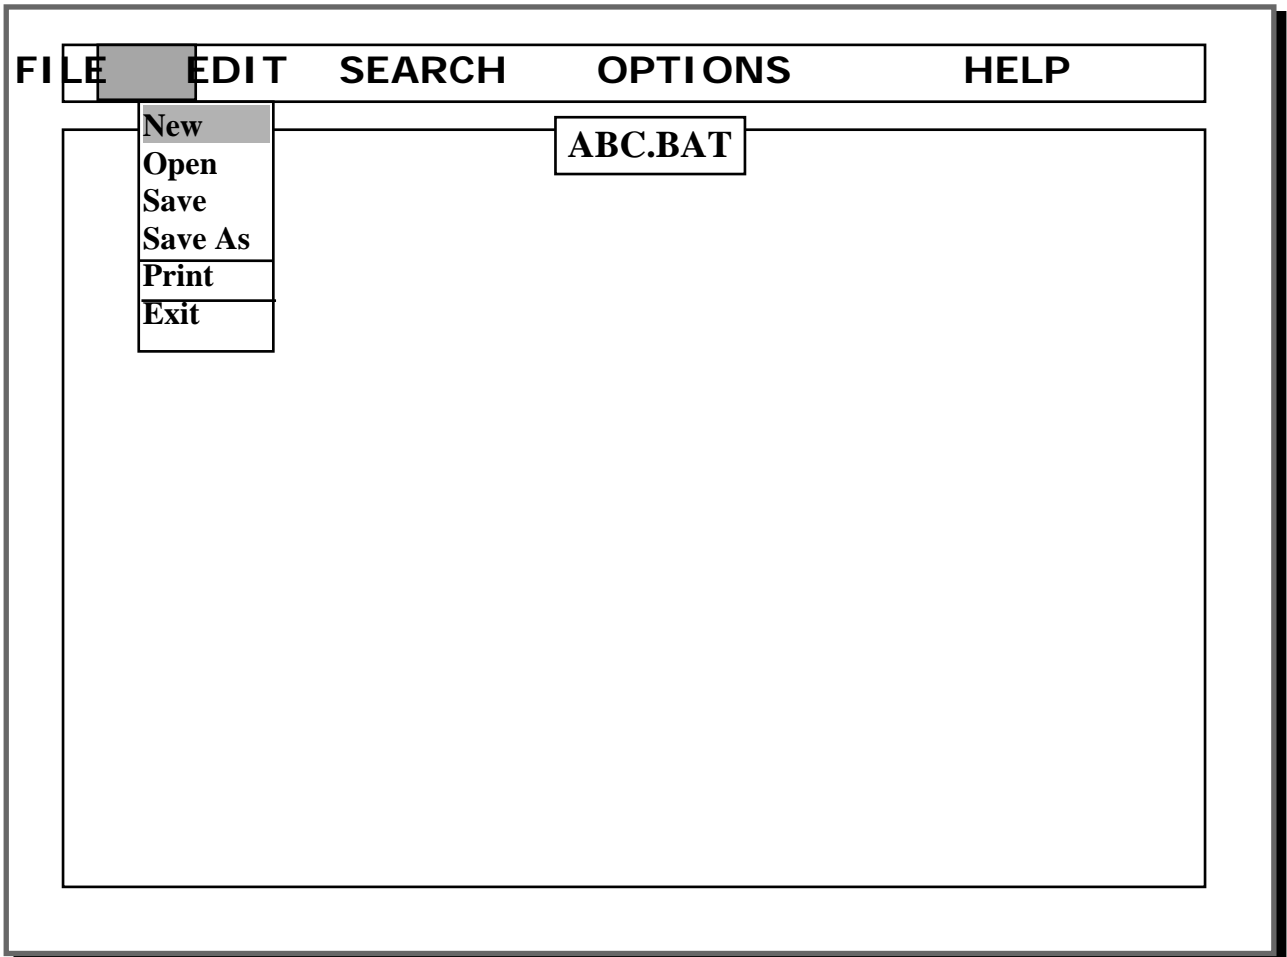 FILE EDIT SEARCH OPTIONS HELP
New
ABC.BAT
Open
Save
Save As
Print
Exit